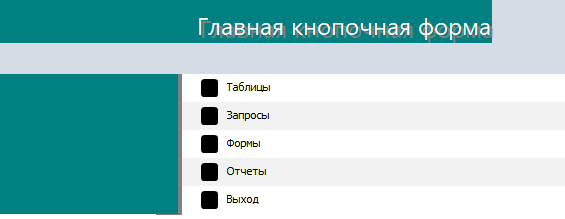 Главная кнопочная форма
Таблицы
Запросы
Формы
Отчеты
Выход